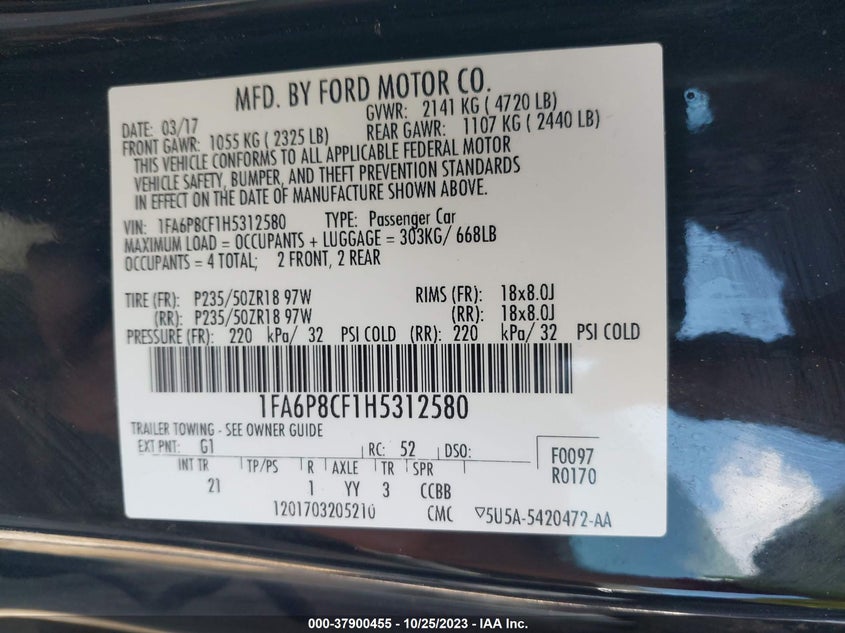 MFD. BY FORD MOTOR CO.
DATE: 03/17 GVWR: 2141 KG ( 4720 LB)
FRONT GAWR: 1055 KG ( 2325 LB) REAR GAWR: 1107 KG ( 2440 LB)
THIS VEHICLE CONFORMS TO ALL APPLICABLE FEDERAL MOTOR
VEHICLE SAFETY, BUMPER, AND THEFT PREVENTION STANDARDS
IN EFFECT ON THE DATE OF MANUFACTURE SHOWN ABOVE.
VIN: 1FA6P8CF1H5312580 TYPE: Passenger Car
MAXIMUM LOAD = OCCUPANTS + LUGGAGE = 303KG/ 668LB
OCCUPANTS = 4 TOTAL; 2 FRONT, 2 REAR
TIRE (FR): P235/50ZR18 97W RIMS (FR): 18x8.0J
(RR): P235/50ZR18 97W (RR): 18x8.0J
PRESSURE (FR): 220 kPa/ 32 PSI COLD (RR): 220 kPa/ 32 PSI COLD
1FA6P8CF1H5312580
TRAILER TOWING - SEE OWNER GUIDE
EXT PNT: G1 RC: 52 DSO: F0097
INT TR TP/PS R AXLE TR SPR R0170
21 1 YY 3 CCBB
1201703205210 CMC ▽5U5A-5420472-AA
000-37900455 - 10/25/2023 - © IAA Inc.